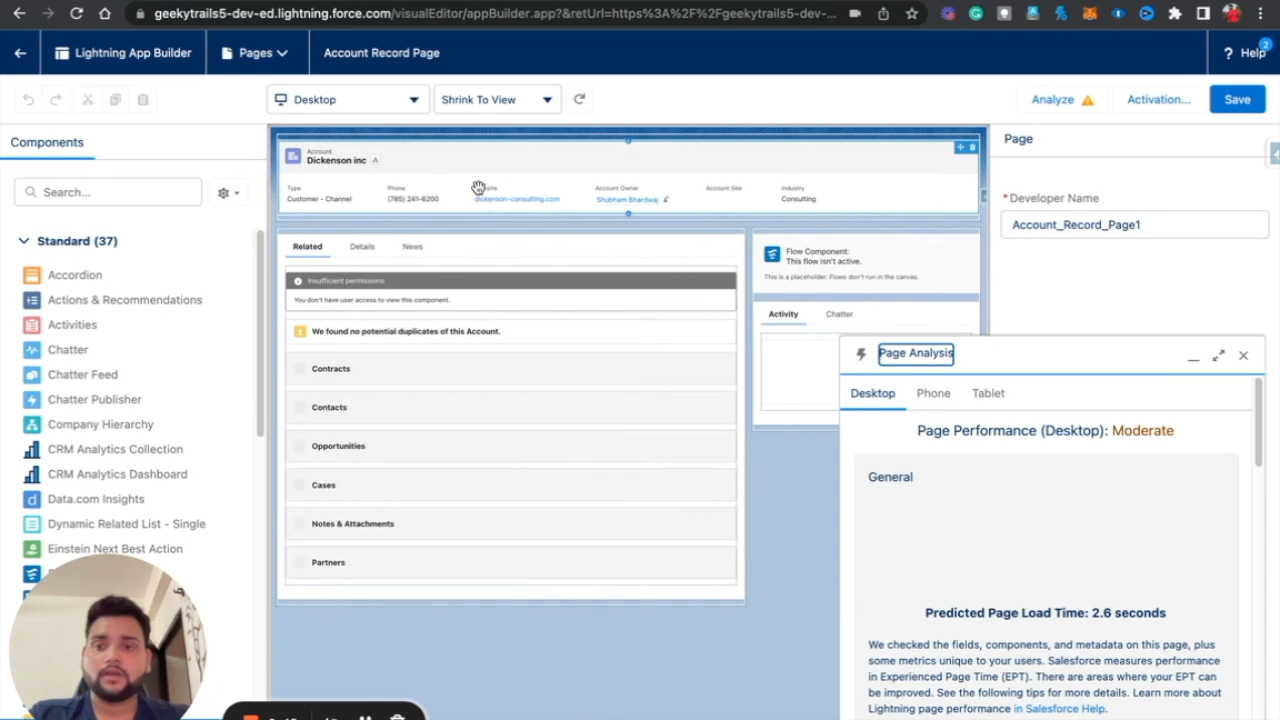 geekytrails5-dev-ed.lightning.force.com/visualEditor/appBuilder.app?&retUrl=https%3A%2F%2Fgeekytrails5-dev-...
Lightning App Builder
Pages
Account Record Page
? Help
2
Desktop
Shrink To View
Analyze
Activation...
Save
Components
Search...
Standard (37)
Accordion
Actions & Recommendations
Activities
Chatter
Chatter Feed
Chatter Publisher
Company Hierarchy
CRM Analytics Collection
CRM Analytics Dashboard
Data.com Insights
Dynamic Related List - Single
Einstein Next Best Action
Account
Dickenson inc
Type
Phone
Account Owner
Account Site
Industry
Customer - Channel
(785) 241-6200
dickenson-consulting.com
Shubham Bhardwaj
Consulting
Related
Details
News
Insufficient permissions
You don't have user access to view this component.
We found no potential duplicates of this Account.
Contracts
Contacts
Opportunities
Cases
Notes & Attachments
Partners
Flow Component:
This flow isn't active.
This is a placeholder. Flows don't run in the canvas.
Activity
Chatter
Page
* Developer Name
Account_Record_Page1
Page Analysis
Desktop
Phone
Tablet
Page Performance (Desktop): Moderate
General
Predicted Page Load Time: 2.6 seconds
We checked the fields, components, and metadata on this page, plus
some metrics unique to your users. Salesforce measures performance
in Experienced Page Time (EPT). There are areas where your EPT can
be improved. See the following tips for more details. Learn more about
Lightning page performance in Salesforce Help.